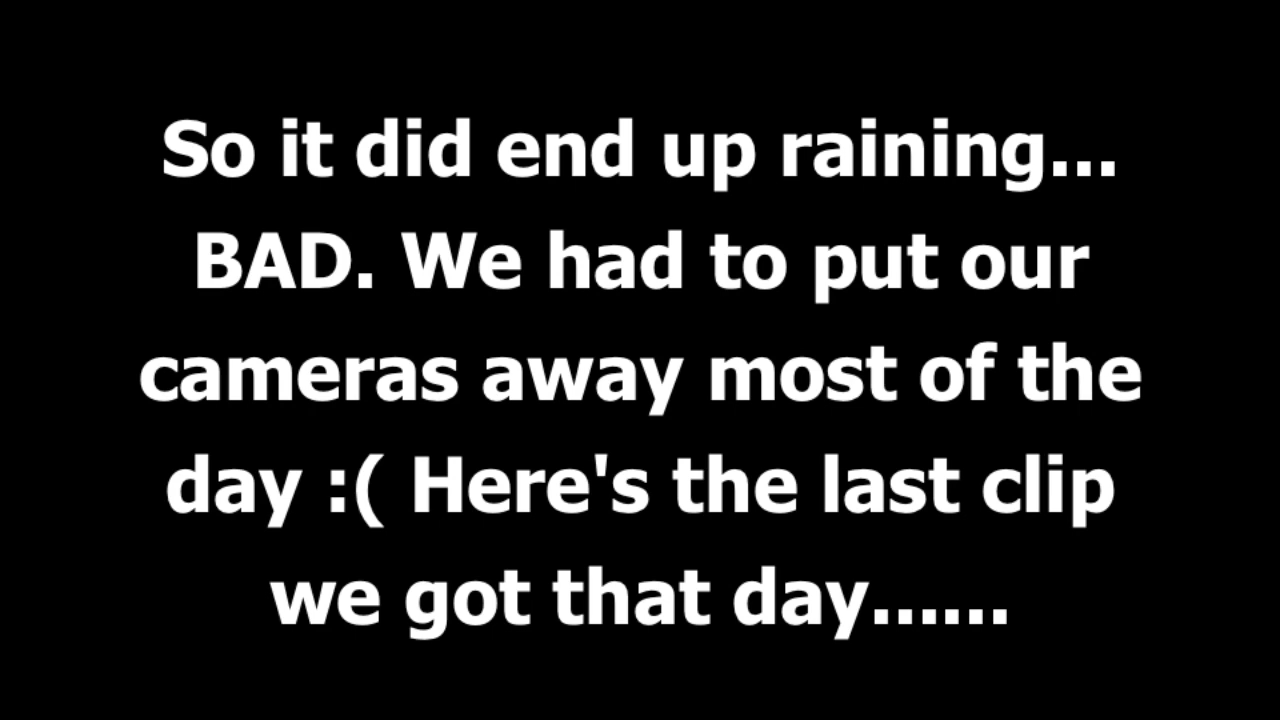 So it did end up raining...
BAD. We had to put our
cameras away most of the
day :( Here's the last clip
we got that day......